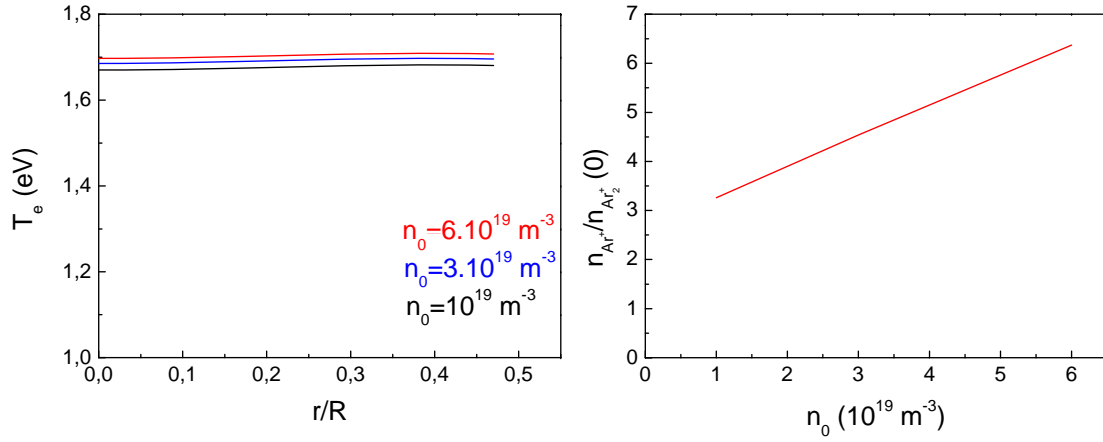 1,8
1,6
1,4
1,2
1,0
T_e (eV)
0,0 0,1 0,2 0,3 0,4 0,5
r/R
n_0=6.10^19 m^-3
n_0=3.10^19 m^-3
n_0=10^19 m^-3
7
6
5
4
3
2
1
0
n_Ar^+/n_Ar_2^+ (0)
0 1 2 3 4 5 6
n_0 (10^19 m^-3)